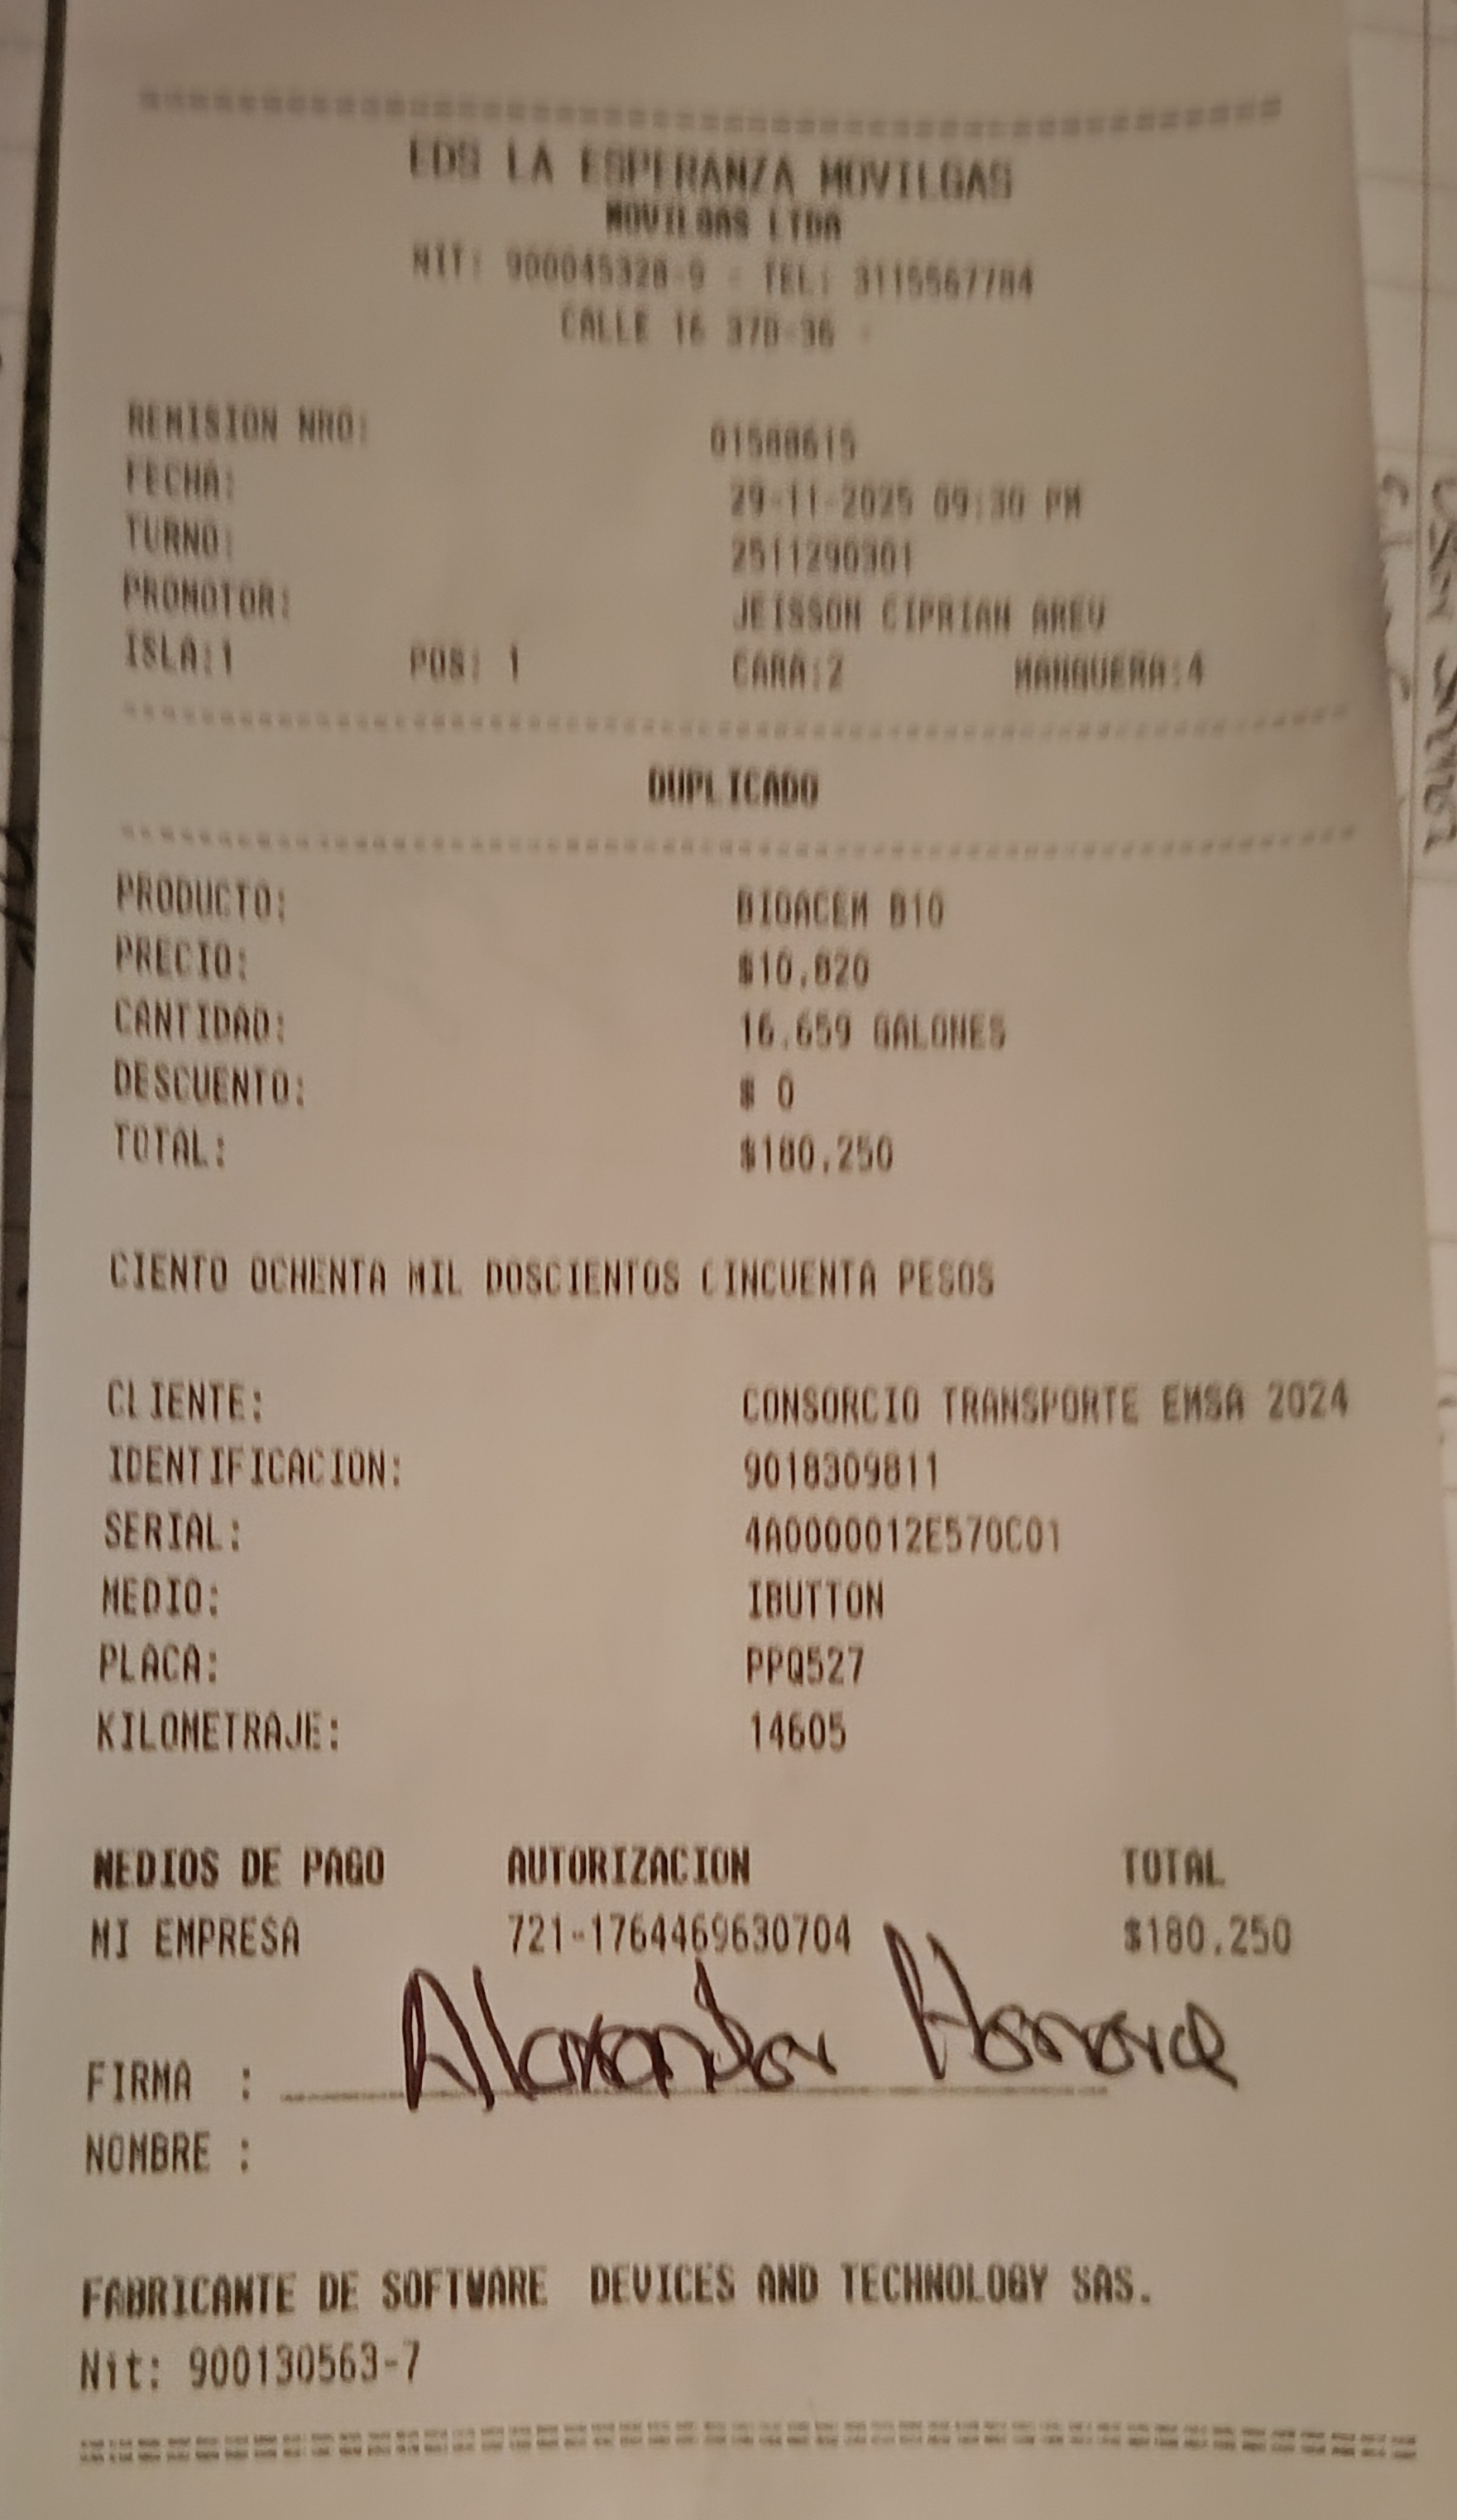 EDS LA ESPERANZA MOVILGAS
MOVILGAS LTDA
NIT: 900045328-9 - TEL: 3115567784
CALLE 16 37B-36 -
REMISION NRO: 01588615
FECHA: 29-11-2025 09:30 PM
TURNO: 2511290301
PROMOTOR: JEISSON CIPRIAN AREV
ISLA:1 POS: 1 CARA:2 MANGUERA:4
DUPLICADO
PRODUCTO: BIOACEM B10
PRECIO: $10.820
CANTIDAD: 16.659 GALONES
DESCUENTO: $ 0
TOTAL: $180.250
CIENTO OCHENTA MIL DOSCIENTOS CINCUENTA PESOS
CLIENTE: CONSORCIO TRANSPORTE EMSA 2024
IDENTIFICACION: 9018309811
SERIAL: 4A0000012E570C01
MEDIO: IBUTTON
PLACA: PPQ527
KILOMETRAJE: 14605
MEDIOS DE PAGO AUTORIZACION TOTAL
MI EMPRESA 721-1764469630704 $180.250
FIRMA : Alexander
NOMBRE :
FABRICANTE DE SOFTWARE DEVICES AND TECHNOLOGY SAS.
Nit: 900130563-7